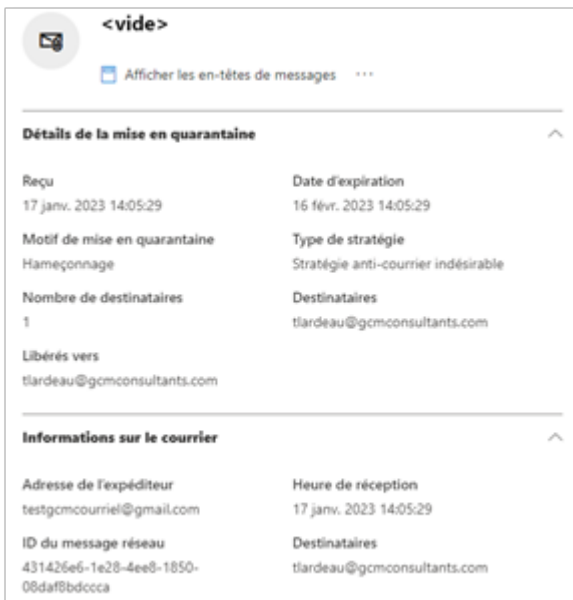 <vide>
Afficher les en-têtes de messages ...
Détails de la mise en quarantaine
Reçu Date d'expiration
17 janv. 2023 14:05:29 16 févr. 2023 14:05:29
Motif de mise en quarantaine Type de stratégie
Hameçonnage Stratégie anti-courrier indésirable
Nombre de destinataires Destinataires
1 tlardeau@gcmconsultants.com
Libérés vers
tlardeau@gcmconsultants.com
Informations sur le courrier
Adresse de l'expéditeur Heure de réception
testgcmcourriel@gmail.com 17 janv. 2023 14:05:29
ID du message réseau Destinataires
431426e6-1e28-4ee8-1850- tlardeau@gcmconsultants.com
08daf8bdccca